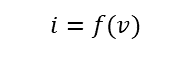 i = f(v)